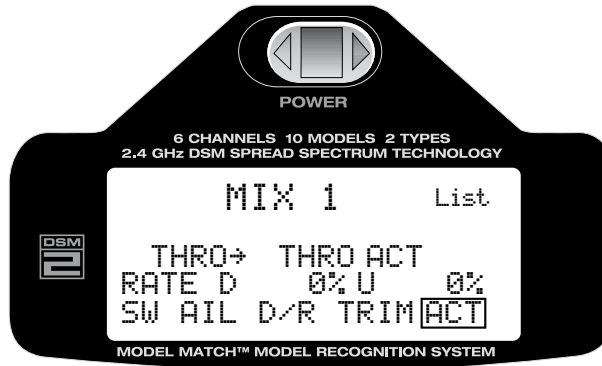 POWER
6 CHANNELS 10 MODELS 2 TYPES
2.4 GHz DSM SPREAD SPECTRUM TECHNOLOGY
MIX 1 List
DSM
2
THRO→ THRO ACT
RATE D 0% U 0%
SW AIL D/R TRIM ACT
MODEL MATCH™ MODEL RECOGNITION SYSTEM